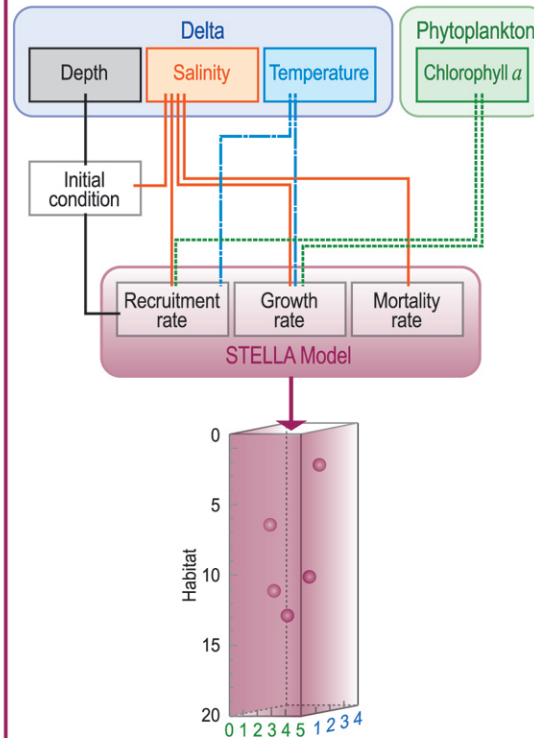 Delta
Phytoplankton
Depth
Salinity
Temperature
Chlorophyll a
Initial
condition
Recruitment
rate
Growth
rate
Mortality
rate
STELLA Model
Habitat
0
5
10
15
20
0 1 2 3 4 5
1 2 3 4